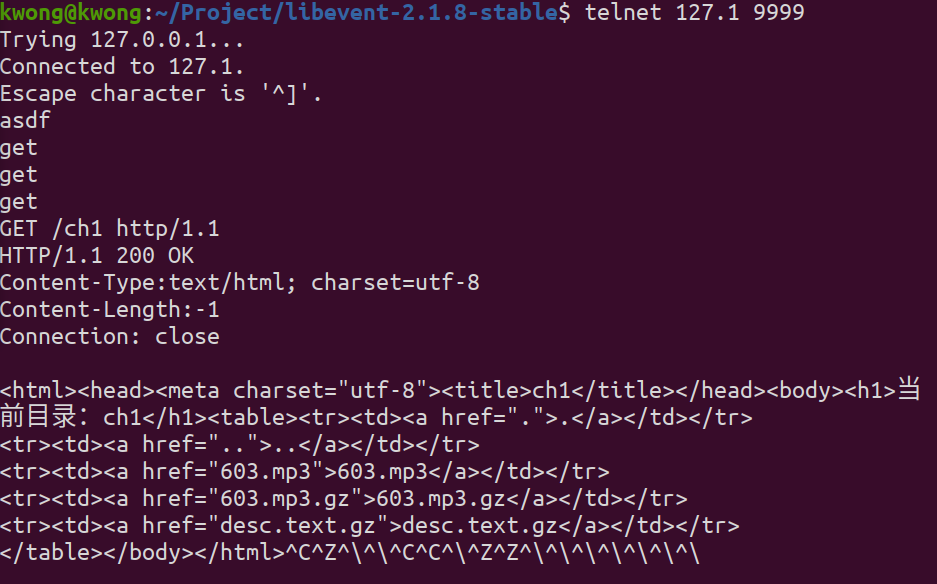 kwong@kwong:~/Project/libevent-2.1.8-stable$ telnet 127.1 9999
Trying 127.0.0.1...
Connected to 127.1.
Escape character is '^]'.
asdf
get
get
get
GET /ch1 http/1.1
HTTP/1.1 200 OK
Content-Type:text/html; charset=utf-8
Content-Length:-1
Connection: close
<html><head><meta charset="utf-8"><title>ch1</title></head><body><h1>当
前目录：ch1</h1><table><tr><td><a href=".">.</a></td></tr>
<tr><td><a href="..">..</a></td></tr>
<tr><td><a href="603.mp3">603.mp3</a></td></tr>
<tr><td><a href="603.mp3.gz">603.mp3.gz</a></td></tr>
<tr><td><a href="desc.text.gz">desc.text.gz</a></td></tr>
</table></body></html>^C^Z^\^\^C^C^\^Z^Z^\^\^\^\^\^\^\